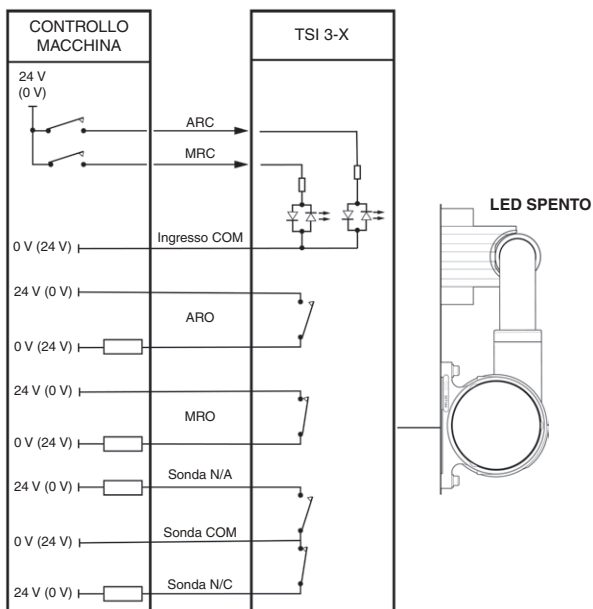 CONTROLLO
MACCHINA
TSI 3-X
24 V
(0 V)
ARC
MRC
LED SPENTO
Ingresso COM
0 V (24 V)
24 V (0 V)
ARO
0 V (24 V)
24 V (0 V)
MRO
0 V (24 V)
Sonda N/A
24 V (0 V)
Sonda COM
0 V (24 V)
Sonda N/C
24 V (0 V)